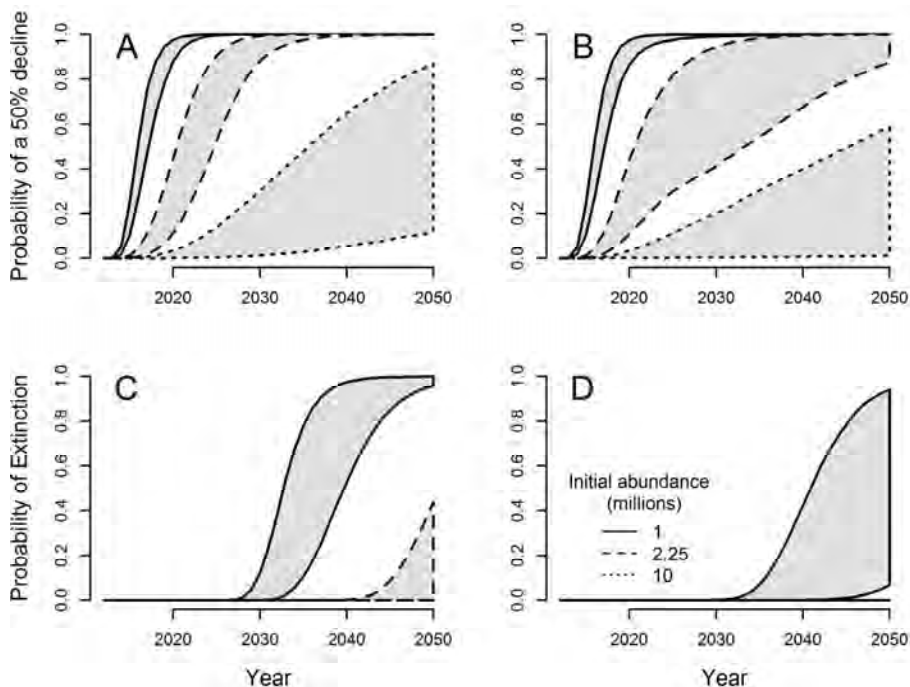 A
B
Probability of a 50% decline
0.0 0.2 0.4 0.6 0.8 1.0
0.0 0.2 0.4 0.6 0.8 1.0
2020 2030 2040 2050
2020 2030 2040 2050
C
D
Probability of Extinction
0.0 0.2 0.4 0.6 0.8 1.0
0.0 0.2 0.4 0.6 0.8 1.0
Initial abundance
(millions)
1
2.25
10
2020 2030 2040 2050
2020 2030 2040 2050
Year
Year